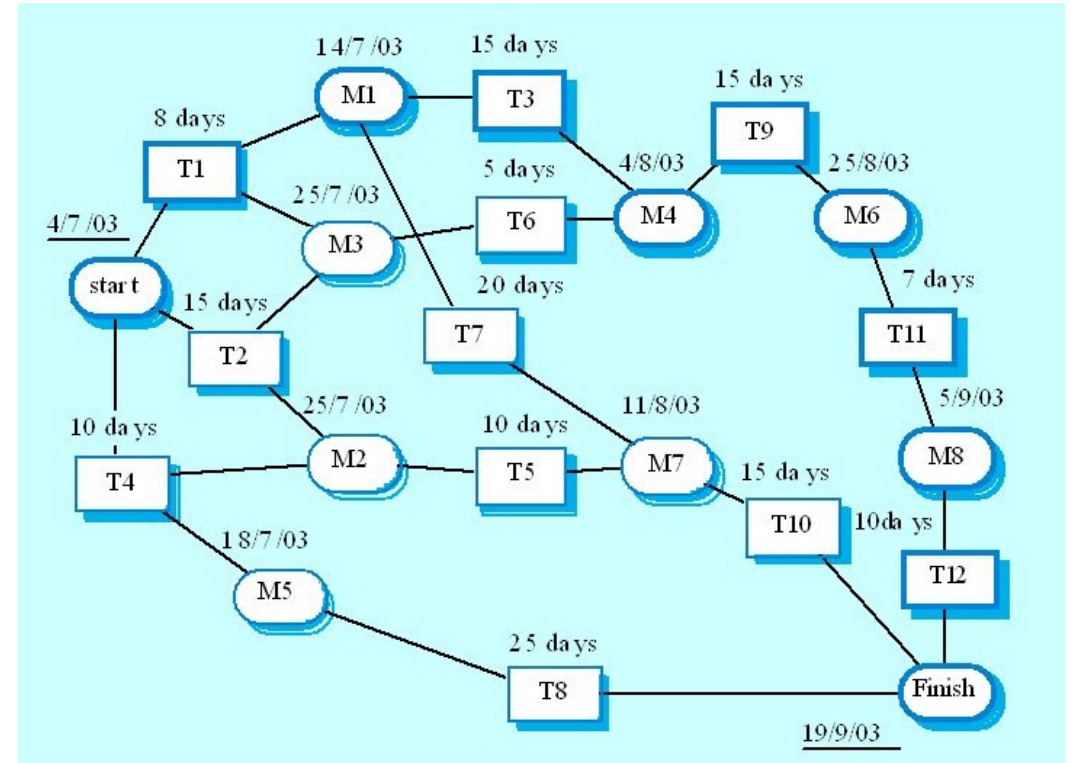 14/7/03
15 days
M1
T3
15 days
8 days
T9
T1
5 days
4/8/03
25/8/03
25/7/03
4/7/03
T6
M4
M6
M3
start
15 days
20 days
7 days
T2
T7
T11
25/7/03
11/8/03
5/9/03
10 days
10 days
M2
M7
M8
T4
T5
15 days
T10
10days
18/7/03
M5
T12
25 days
T8
Finish
19/9/03